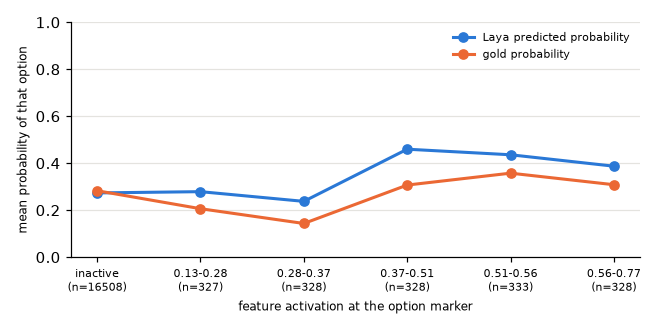 1.0
0.8
0.6
0.4
0.2
0.0
mean probability of that option
Laya predicted probability
gold probability
inactive
(n=16508)
0.13-0.28
(n=327)
0.28-0.37
(n=328)
0.37-0.51
(n=328)
0.51-0.56
(n=333)
0.56-0.77
(n=328)
feature activation at the option marker